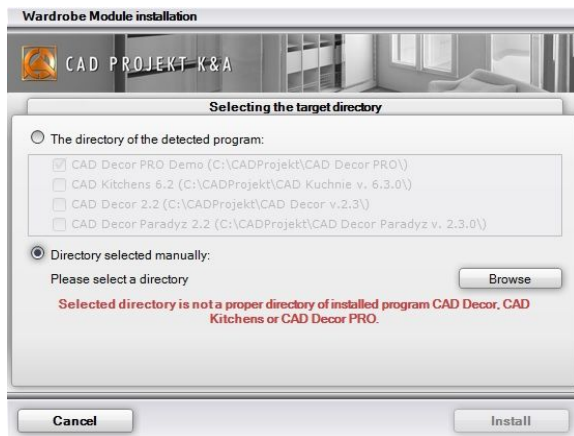 Wardrobe Module installation
CAD PROJEKT K&A
Selecting the target directory
The directory of the detected program:
CAD Decor PRO Demo (C:\CADProjekt\CAD Decor PRO\)
CAD Kitchens 6.2 (C:\CADProjekt\CAD Kuchnie v. 6.3.0\)
CAD Decor 2.2 (C:\CADProjekt\CAD Decor v.2.3\)
CAD Decor Paradyz 2.2 (C:\CADProjekt\CAD Decor Paradyz v. 2.3.0\)
Directory selected manually:
Please select a directory
Browse
Selected directory is not a proper directory of installed program CAD Decor, CAD
Kitchens or CAD Decor PRO.
Cancel
Install